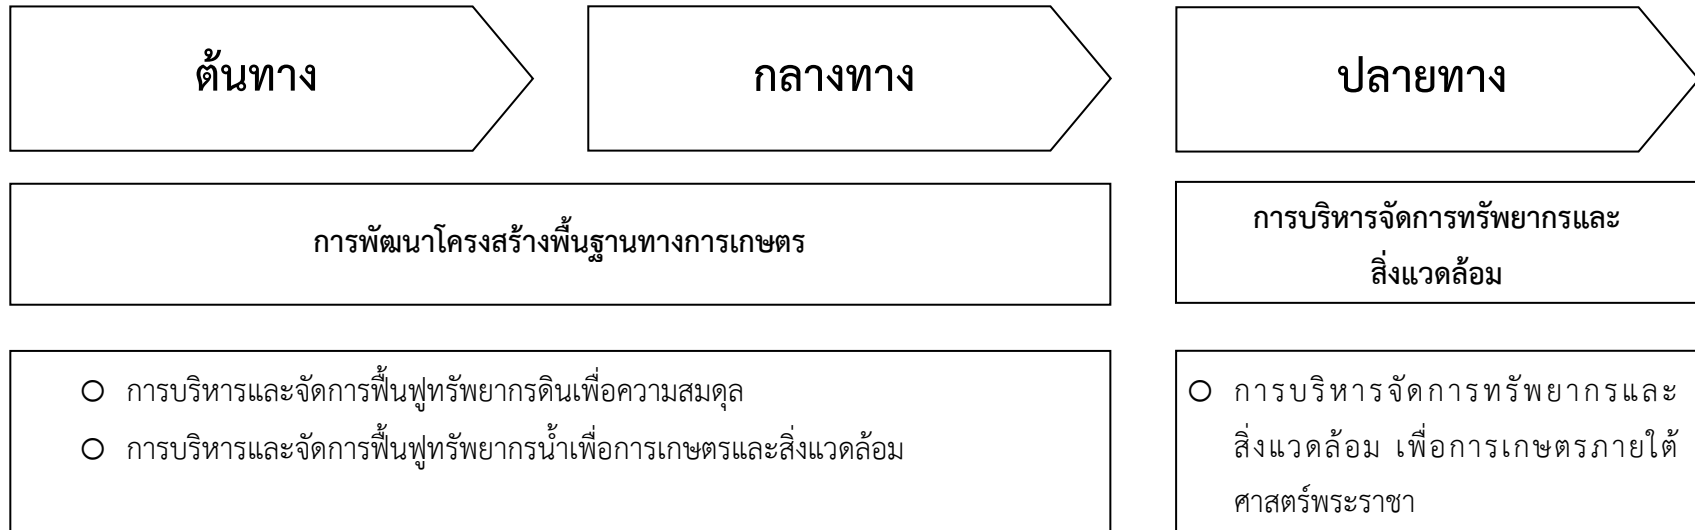 ต้นทาง
กลางทาง
ปลายทาง
การพัฒนาโครงสร้างพื้นฐานทางการเกษตร
การบริหารจัดการทรัพยากรและ
สิ่งแวดล้อม
การบริหารและจัดการฟื้นฟูทรัพยากรดินเพื่อความสมดุล
การบริหารและจัดการฟื้นฟูทรัพยากรน้ำเพื่อการเกษตรและสิ่งแวดล้อม
การบริหารจัดการทรัพยากรและ
สิ่งแวดล้อม เพื่อการเกษตรภายใต้
ศาสตร์พระราชา